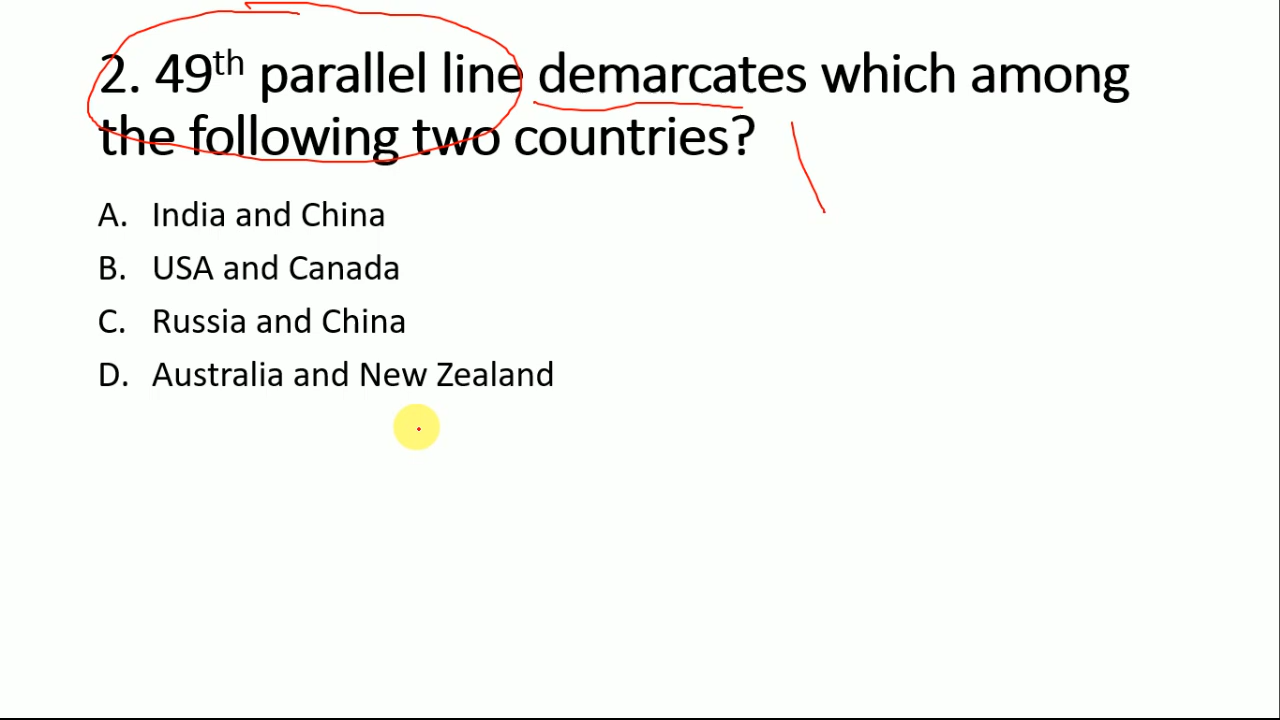 2. 49th parallel line demarcates which among
the following two countries?
A. India and China
B. USA and Canada
C. Russia and China
D. Australia and New Zealand